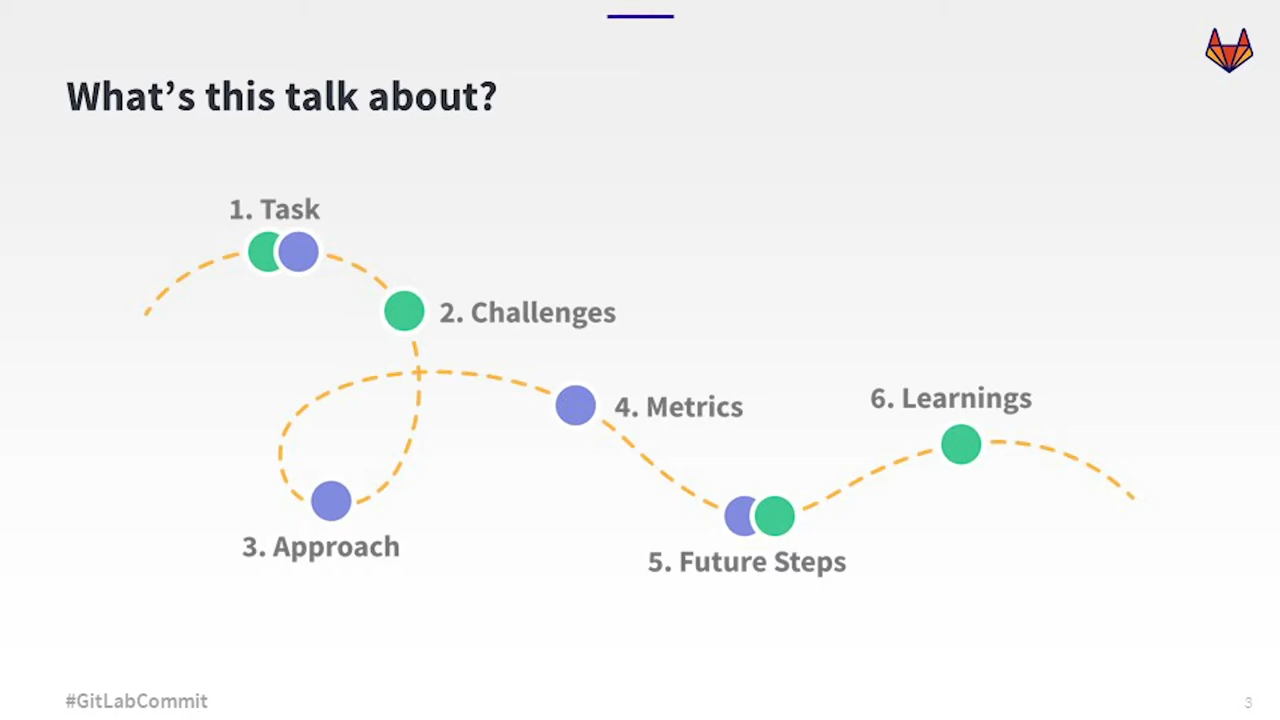 What’s this talk about?
1. Task
2. Challenges
3. Approach
4. Metrics
5. Future Steps
6. Learnings
#GitLabCommit
3